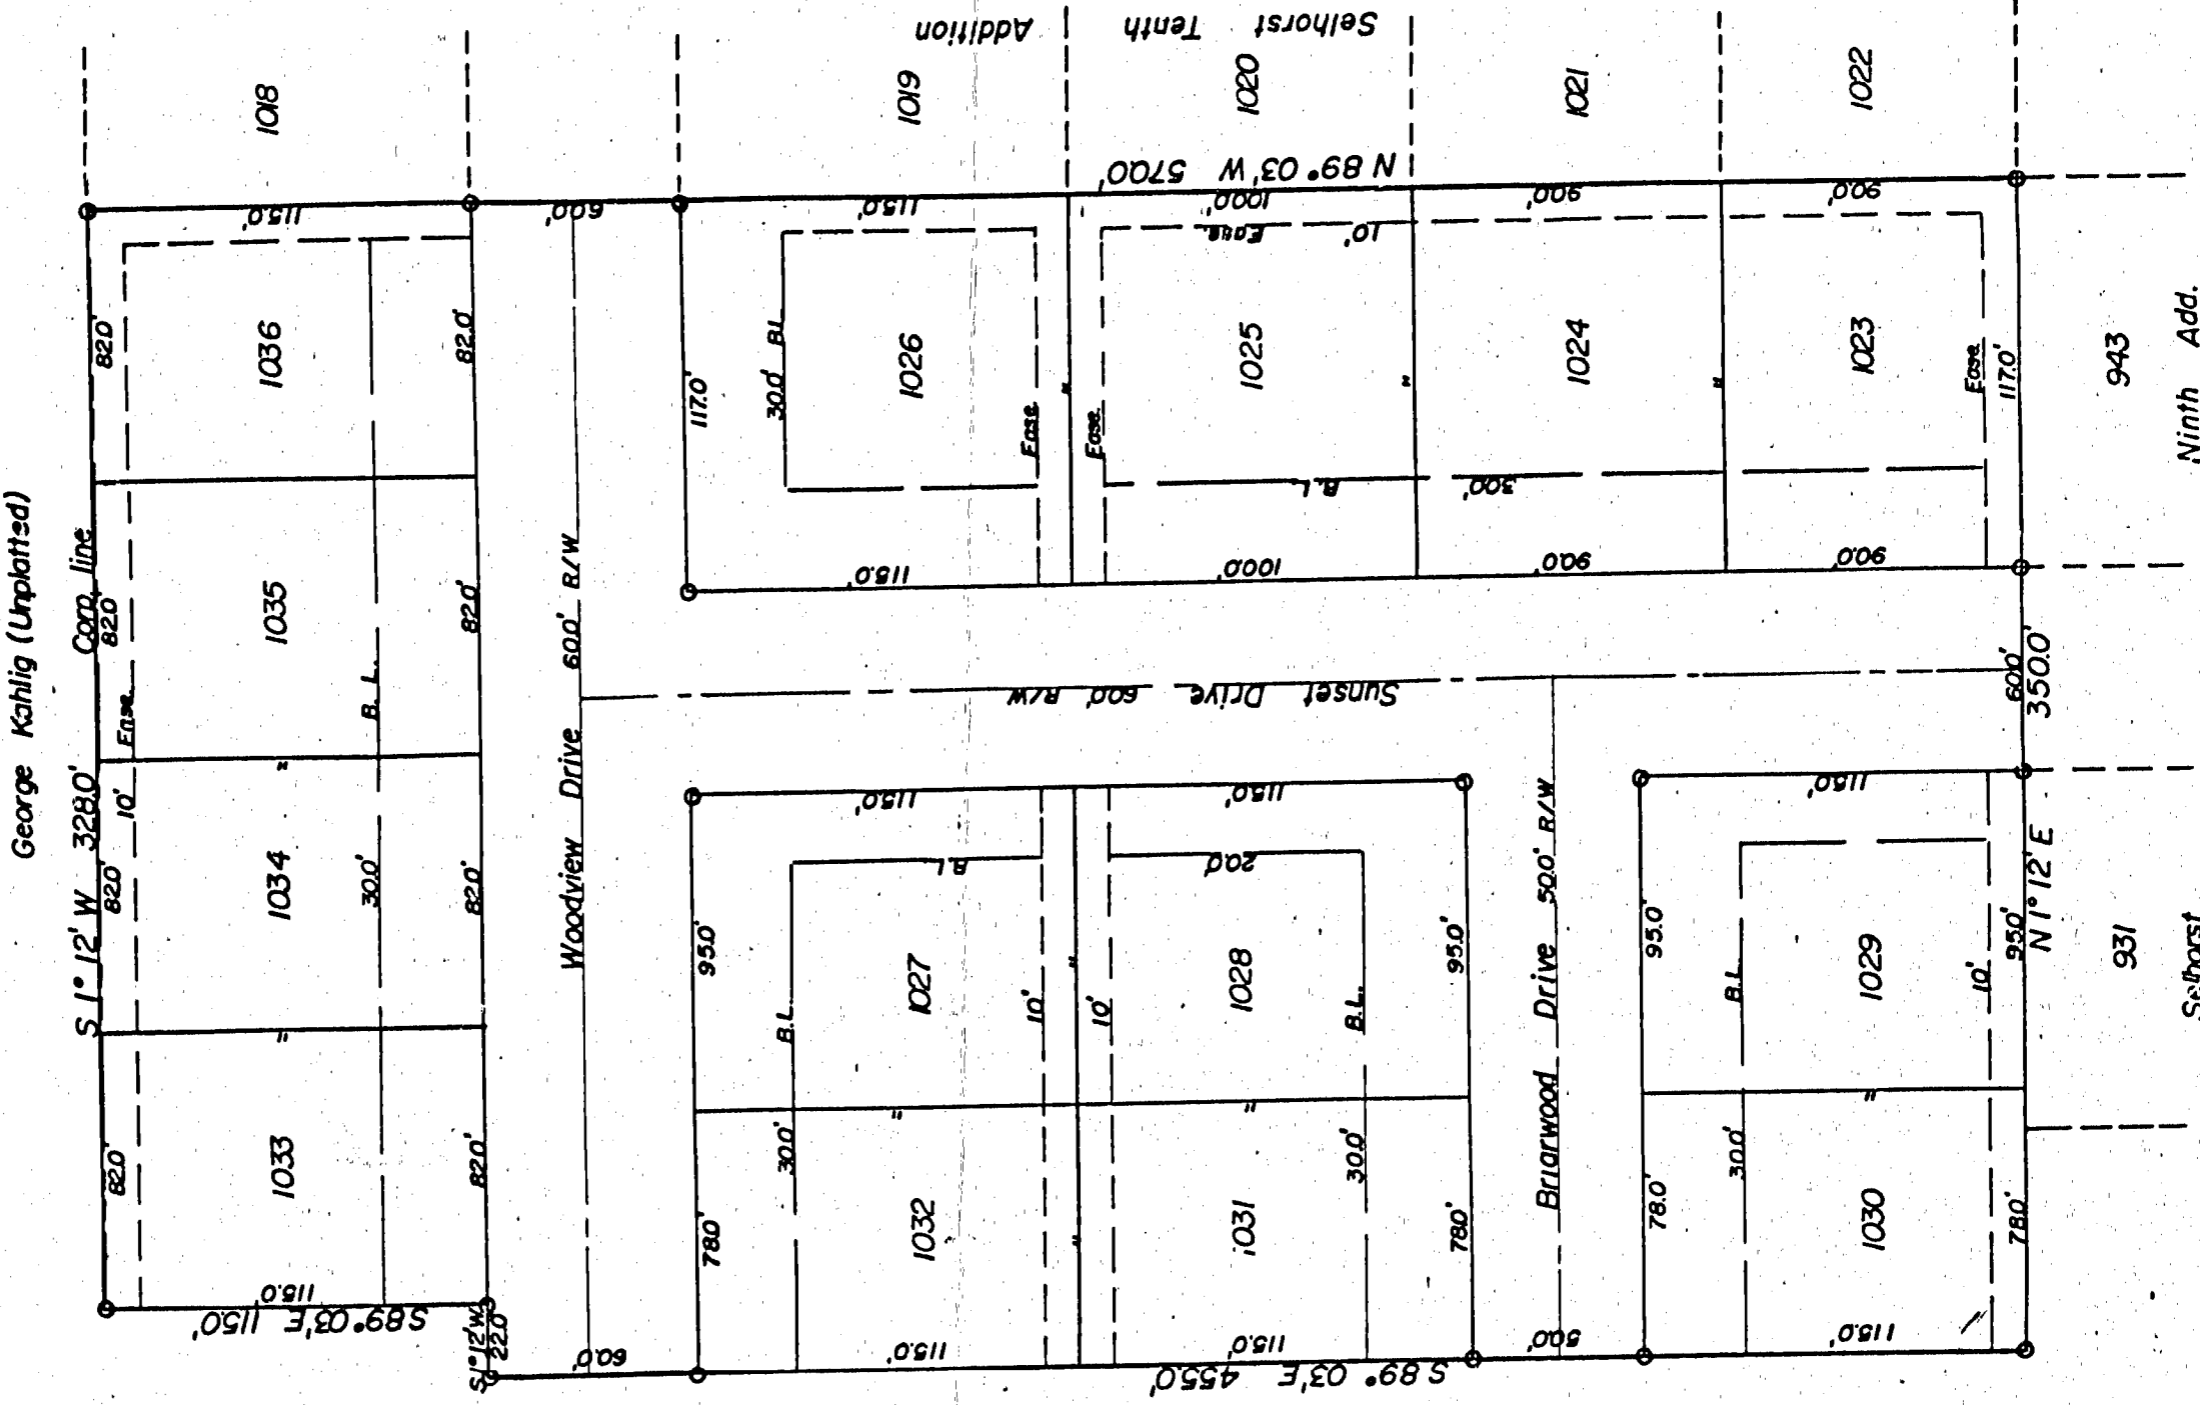 George Kahlig (Unplatted)
S 1° 12' W 328.0' Corp. line
82.0' 82.0' 82.0' 82.0'
10' Ease.
1033 1034 1035 1036
30.0' B. L.
82.0' 82.0' 82.0' 82.0'
115.0'
S 89° 03' E 115.0'
S 1° 12' W
22.0'
115.0'
1018
Woodview Drive 60.0' R/W
60.0'
60.0'
78.0' 95.0' 117.0'
30.0' B.L. 30.0' B.L.
1032 1027 1026 1019
B.L.
10' Ease.
115.0' 115.0' 115.0' 115.0'
Selhorst Tenth Addition
N 89° 03' W 570.0'
Sunset Drive 60.0' R/W
10' Ease.
1031 1028 1025 1020
20.0'
30.0' B.L.
B.L. 30.0'
10' Ease.
115.0' 115.0' 100.0' 100.0'
78.0' 95.0'
S 89° 03' E 455.0'
50.0'
Briarwood Drive 50.0' R/W
1024 1021
90.0' 90.0'
78.0' 95.0'
30.0' B.L.
1030 1029 1023 1022
115.0' 115.0' 90.0' 90.0'
10' Ease.
78.0' 95.0' 60.0' 117.0'
N 1° 12' E 350.0'
931 943
Selhorst Ninth Add.